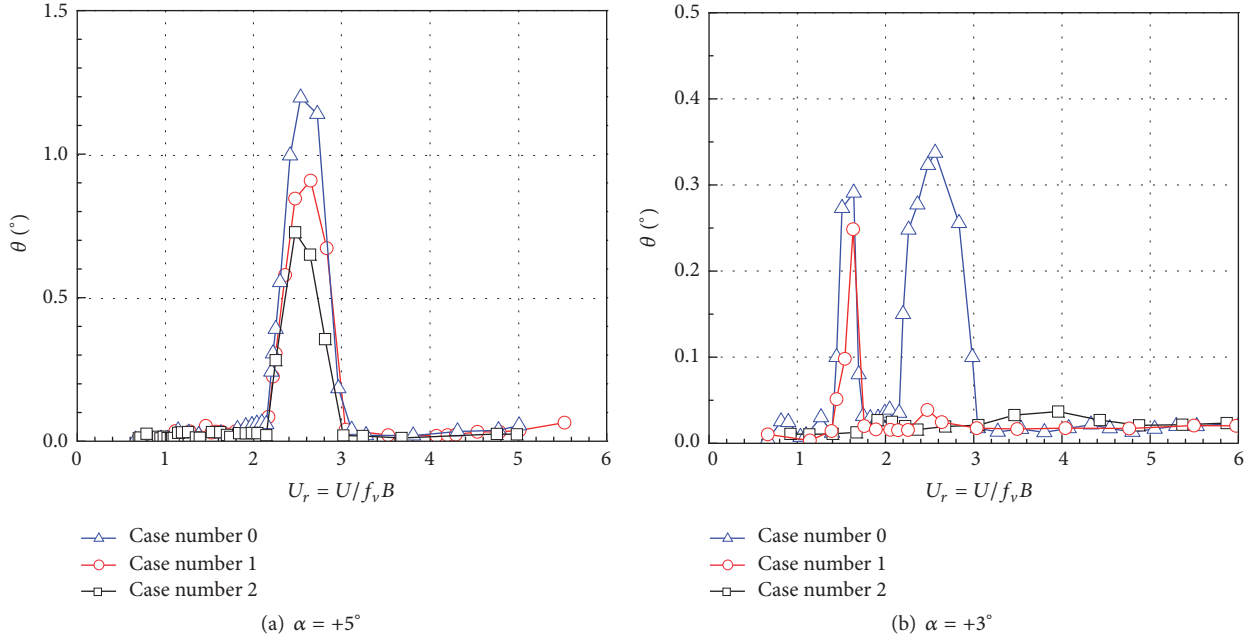 1.5
1.0
0.5
0.0
θ (°)
0 1 2 3 4 5 6
U_r = U/f_vB
Case number 0
Case number 1
Case number 2
(a) α = +5°
0.5
0.4
0.3
0.2
0.1
0.0
θ (°)
0 1 2 3 4 5 6
U_r = U/f_vB
Case number 0
Case number 1
Case number 2
(b) α = +3°